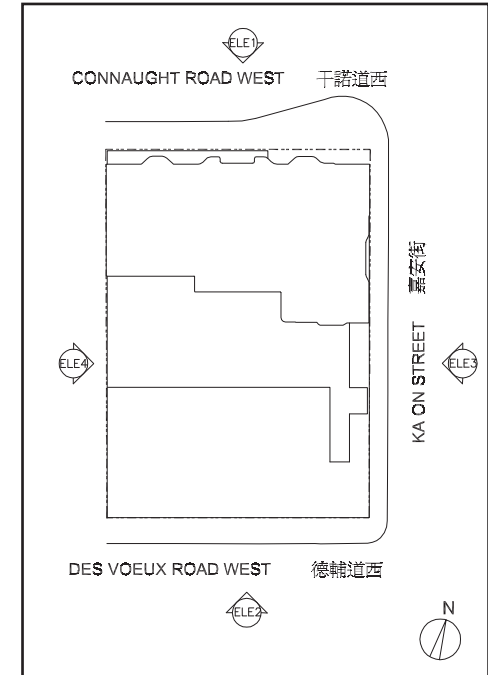 ELE1
CONNAUGHT ROAD WEST 干諾道西
KA ON STREET 嘉安街
ELE4
ELE3
DES VOEUX ROAD WEST 德輔道西
ELE2
N